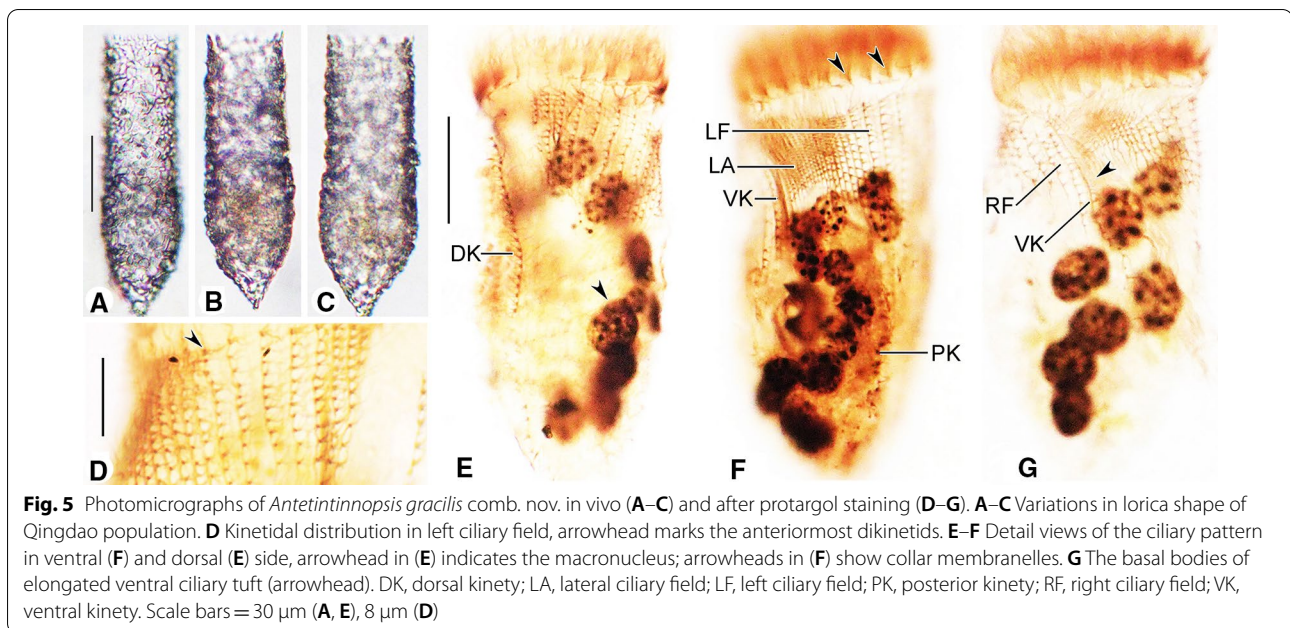 A
B
C
D
DK
E
LF
LA
VK
PK
F
RF
VK
G
Fig. 5 Photomicrographs of Antetintinnopsis gracilis comb. nov. in vivo (A–C) and after protargol staining (D–G). A–C Variations in lorica shape of
Qingdao population. D Kinetidal distribution in left ciliary field, arrowhead marks the anteriormost dikinetids. E–F Detail views of the ciliary pattern
in ventral (F) and dorsal (E) side, arrowhead in (E) indicates the macronucleus; arrowheads in (F) show collar membranelles. G The basal bodies of
elongated ventral ciliary tuft (arrowhead). DK, dorsal kinety; LA, lateral ciliary field; LF, left ciliary field; PK, posterior kinety; RF, right ciliary field; VK,
ventral kinety. Scale bars = 30 µm (A, E), 8 µm (D)